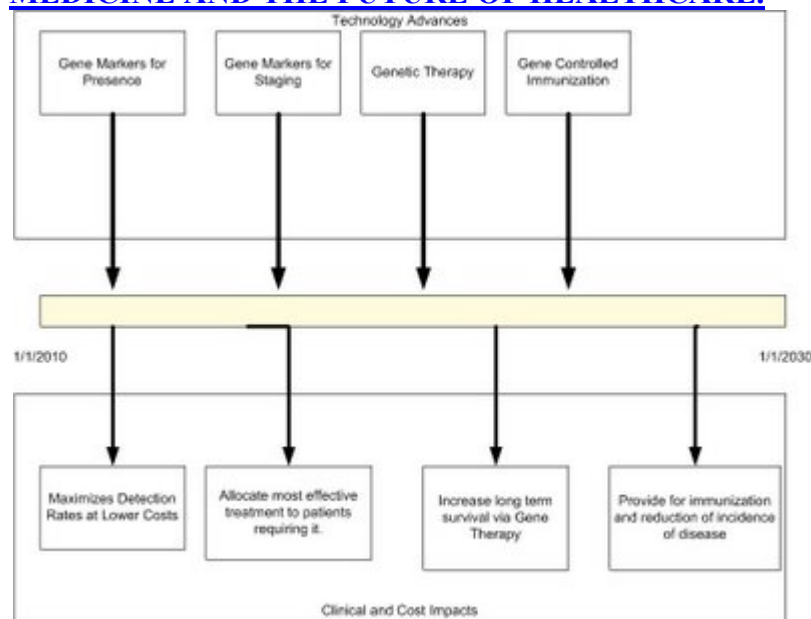 MEDICINE AND THE FUTURE OF HEALTHCARE.
Technology Advances
Gene Markers for
Presence
Gene Markers for
Staging
Genetic Therapy
Gene Controlled
Immunization
1/1/2010
1/1/2030
Maximizes Detection
Rates at Lower Costs
Allocate most effective
treatment to patients
requiring it.
Increase long term
survival via Gene
Therapy
Provide for immunization
and reduction of incidence
of disease
Clinical and Cost Impacts